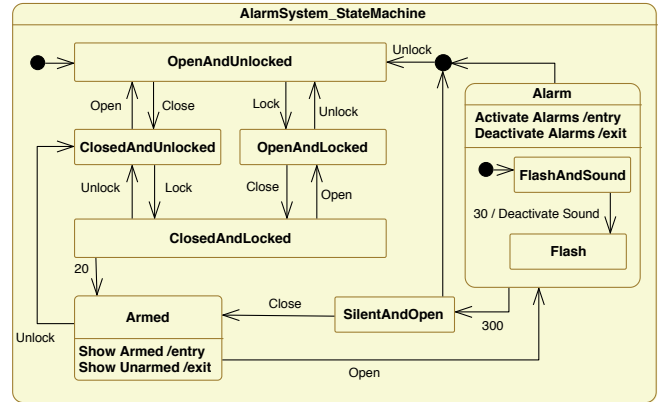 AlarmSystem_StateMachine
OpenAndUnlocked
Unlock
Alarm
Activate Alarms /entry
Deactivate Alarms /exit
Open
Close
Lock
Unlock
ClosedAndUnlocked
OpenAndLocked
FlashAndSound
Unlock
Lock
Close
Open
30 / Deactivate Sound
ClosedAndLocked
Flash
20
Armed
Close
SilentAndOpen
300
Unlock
Show Armed /entry
Show Unarmed /exit
Open